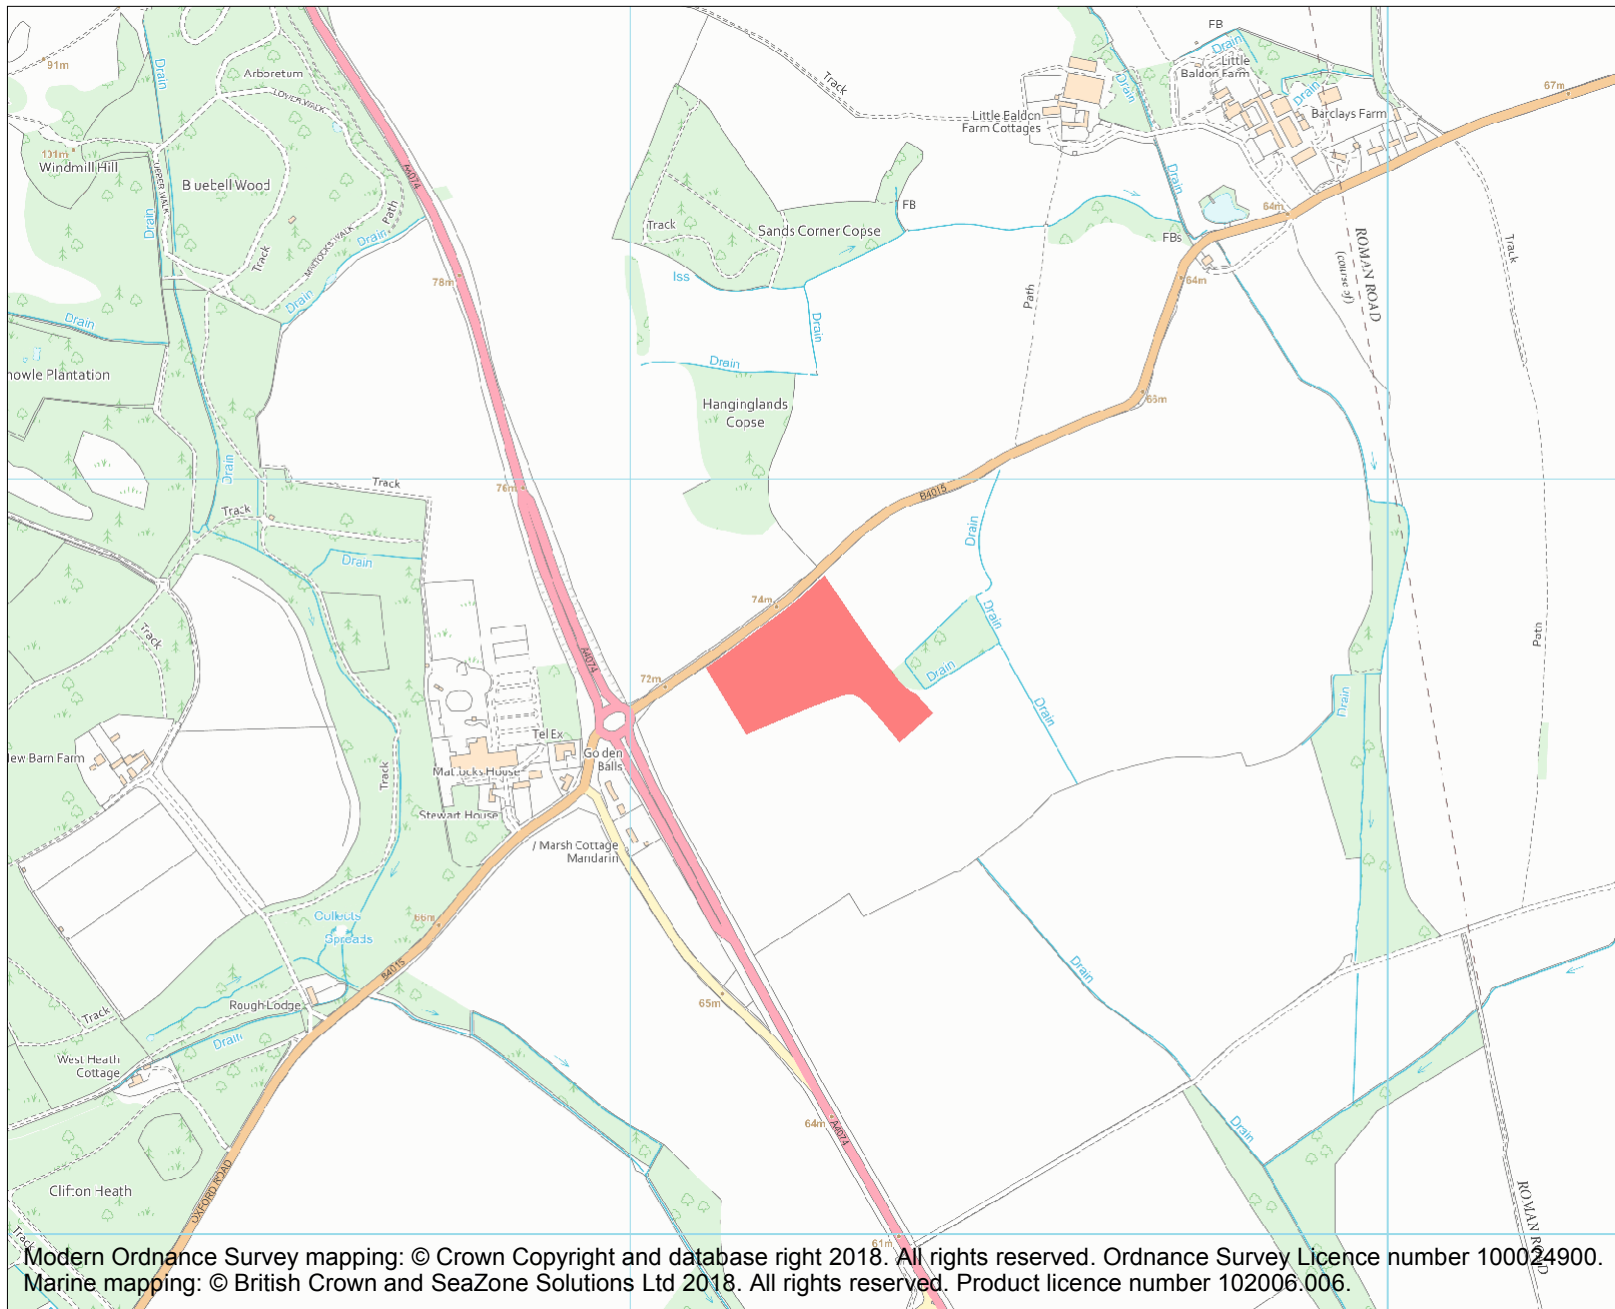 91m
Drain
Arboretum
LOWER WALK
101m
Windmill Hill
UPPER WALK
Bluebell Wood
Drain
Path
Track
MATTOCKS WALK
Drain
Drain
Drain
A4074
78m
Track
FB
Drain
Little
Baldon Farm
Drain
Drain
Barclays Farm
67m
Little Ealdon
Farm Cottages
Drain
Track
Sands Corner Copse
FB
FBs
64m
64m
ROMAN ROAD
(course of)
Track
Iss
Drain
Path
Drain
Hanginglands
Copse
66m
nowle Plantation
Drain
Track
76m
Track
B4015
Drain
Drain
74m
Drain
Drain
Drain
Drain
Path
Track
A4074
72m
Tel Ex
Golden
Balls
Mattocks House
Stewart House
Marsh Cottage
Mandarin
lew Barn Farm
Track
Collects
Spreads
66m
B4015
Rough Lodge
Track
Drain
West Heath
Cottage
65m
Drain
64m
A4074
Drain
Clifton Heath
OXFORD ROAD
Track
61m
ROMAN ROAD
Modern Ordnance Survey mapping: © Crown Copyright and database right 2018. All rights reserved. Ordnance Survey Licence number 100024900.
Marine mapping: © British Crown and SeaZone Solutions Ltd 2018. All rights reserved. Product licence number 102006.006.